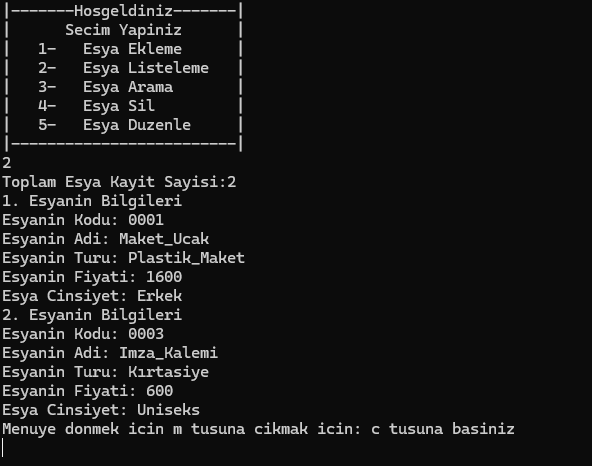 |-------Hosgeldiniz-------|
|      Secim Yapiniz      |
|   1-   Esya Ekleme      |
|   2-   Esya Listeleme   |
|   3-   Esya Arama       |
|   4-   Esya Sil         |
|   5-   Esya Duzenle     |
|-------------------------|
2
Toplam Esya Kayit Sayisi:2
1. Esyanin Bilgileri
Esyanin Kodu: 0001
Esyanin Adi: Maket_Ucak
Esyanin Turu: Plastik_Maket
Esyanin Fiyati: 1600
Esya Cinsiyet: Erkek
2. Esyanin Bilgileri
Esyanin Kodu: 0003
Esyanin Adi: Imza_Kalemi
Esyanin Turu: Kırtasiye
Esyanin Fiyati: 600
Esya Cinsiyet: Uniseks
Menuye donmek icin m tusuna cikmak icin: c tusuna basiniz